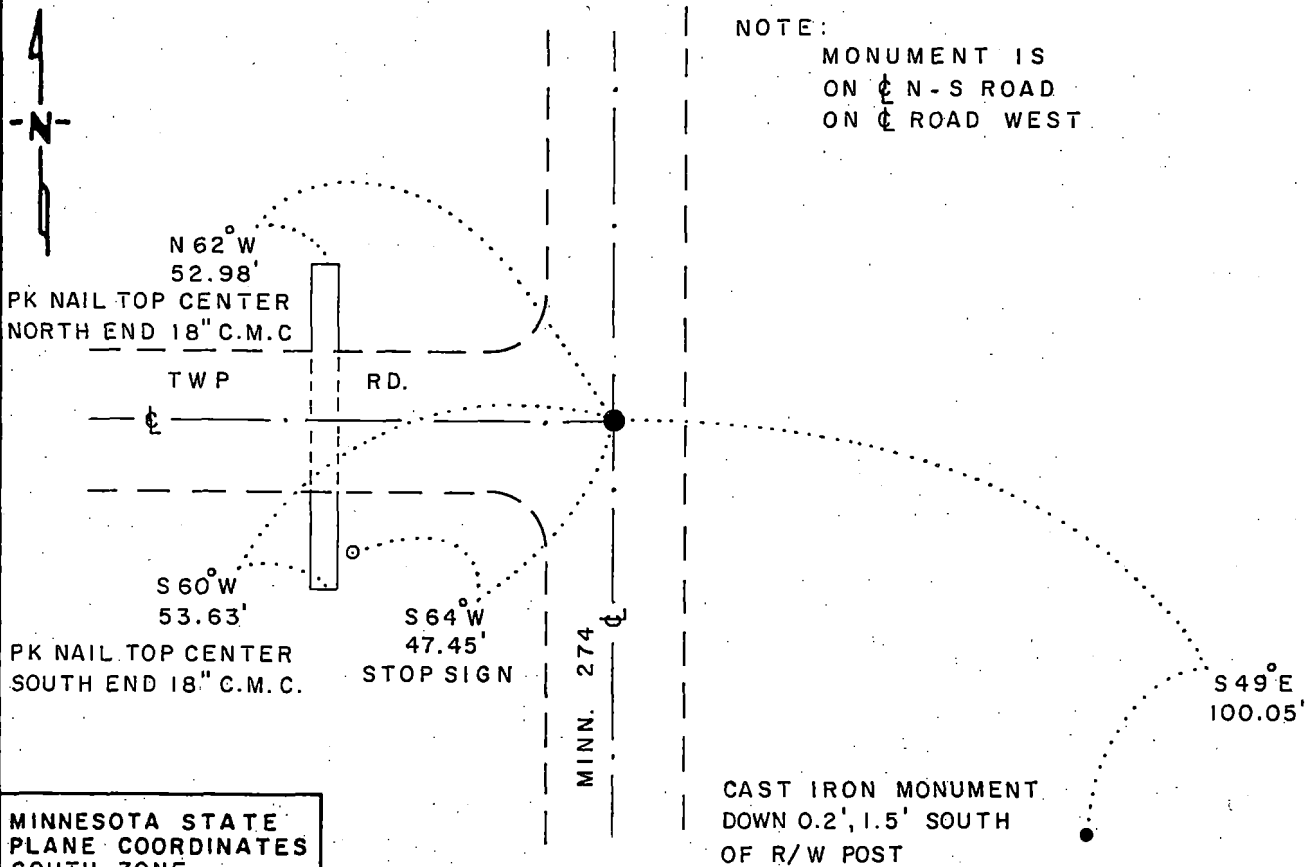 NOTE:
MONUMENT IS
ON ℄ N-S ROAD
ON ℄ ROAD WEST
N
N 62° W
52.98'
PK NAIL TOP CENTER
NORTH END 18" C.M.C
TWP RD.
℄
S 60° W
53.63'
PK NAIL TOP CENTER
SOUTH END 18" C.M.C.
S 64° W
47.45'
STOP SIGN
MINN. 274 ℄
S 49° E
100.05'
CAST IRON MONUMENT
DOWN 0.2', 1.5' SOUTH
OF R/W POST
MINNESOTA STATE
PLANE COORDINATES
SOUTH ZONE